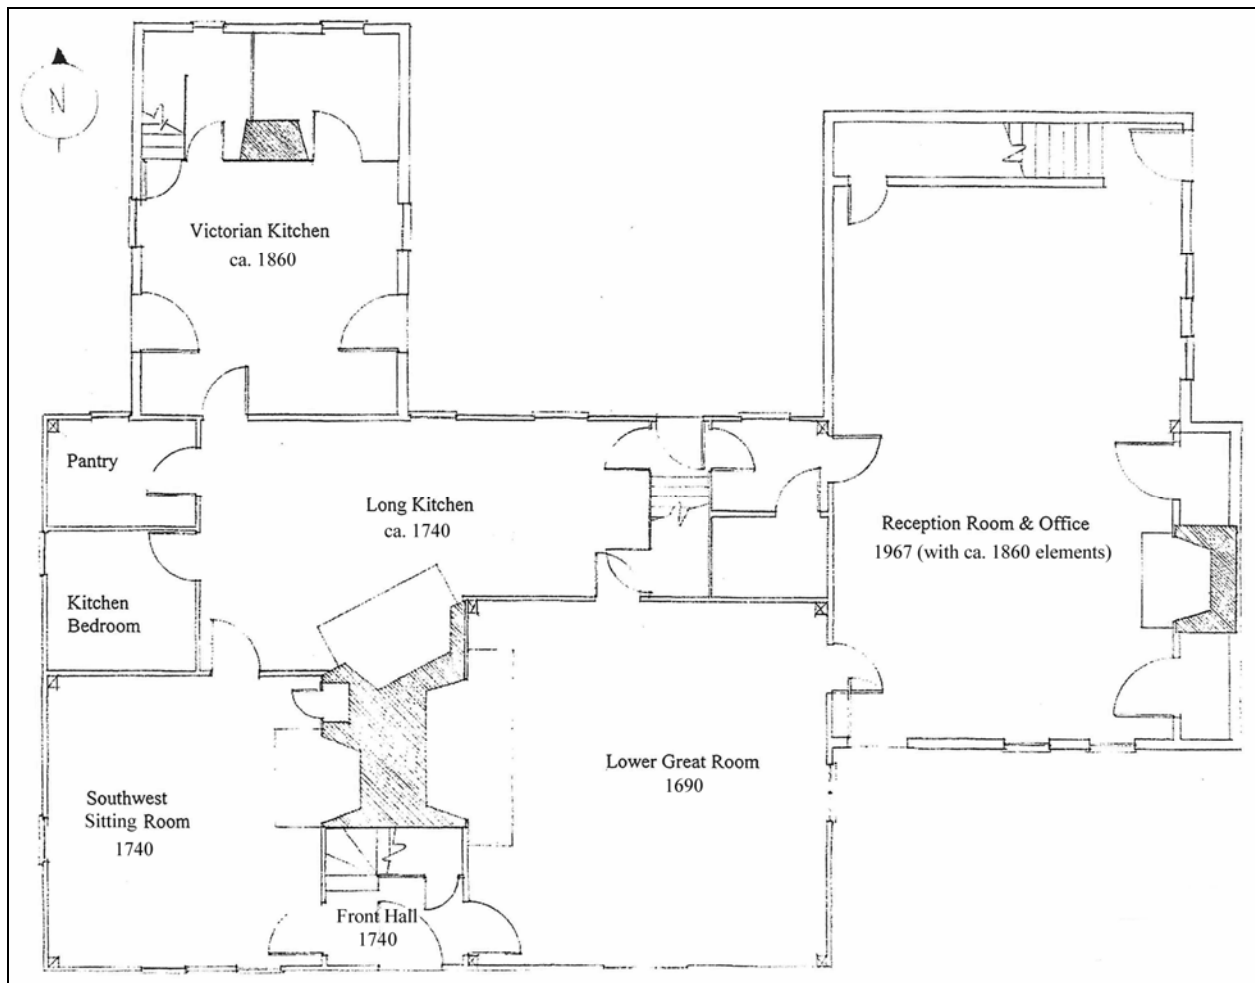 N
Victorian Kitchen
ca. 1860
Pantry
Long Kitchen
ca. 1740
Reception Room & Office
1967 (with ca. 1860 elements)
Kitchen
Bedroom
Lower Great Room
1690
Southwest
Sitting Room
1740
Front Hall
1740